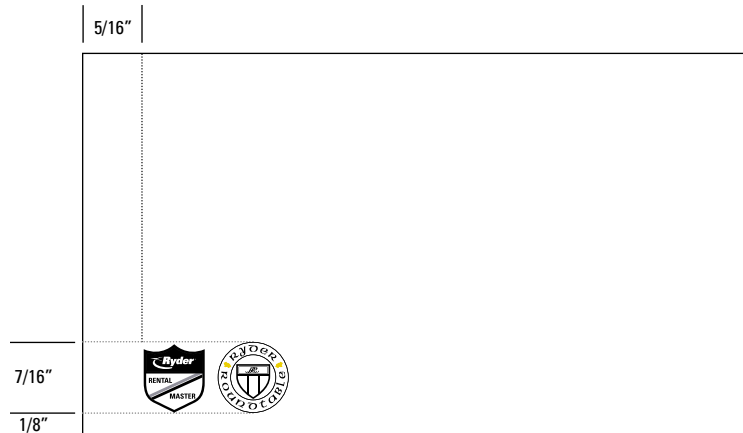 5/16”
Ryder
RENTAL
MASTER
RYDER
ROUNDTABLE
7/16”
1/8”